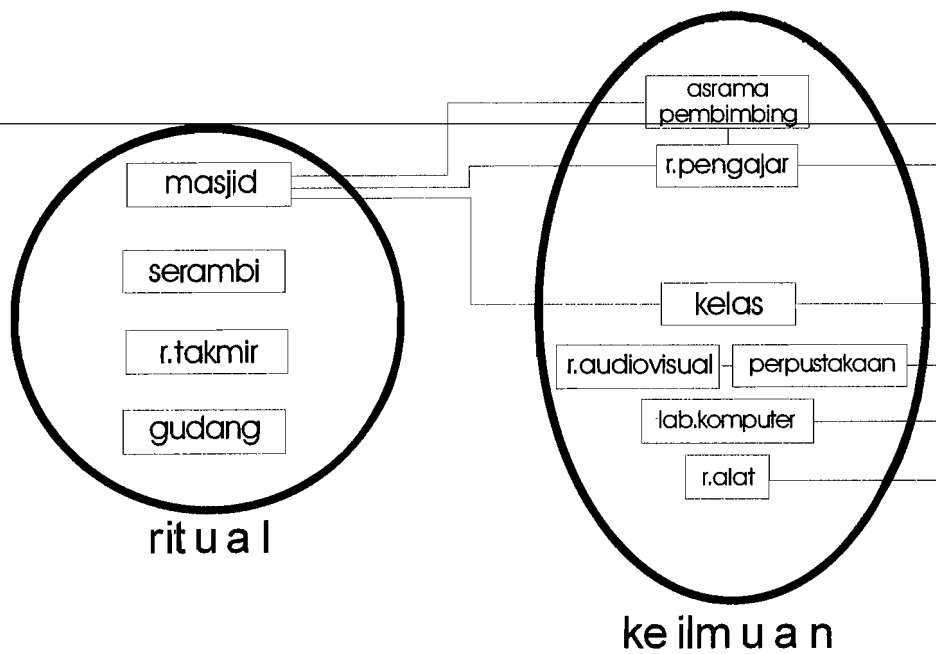 masjid
serambi
r.takmir
gudang
ritual
asrama
pembimbing
r.pengajar
kelas
r.audiovisual
perpustakaan
lab.komputer
r.alat
keilmuan